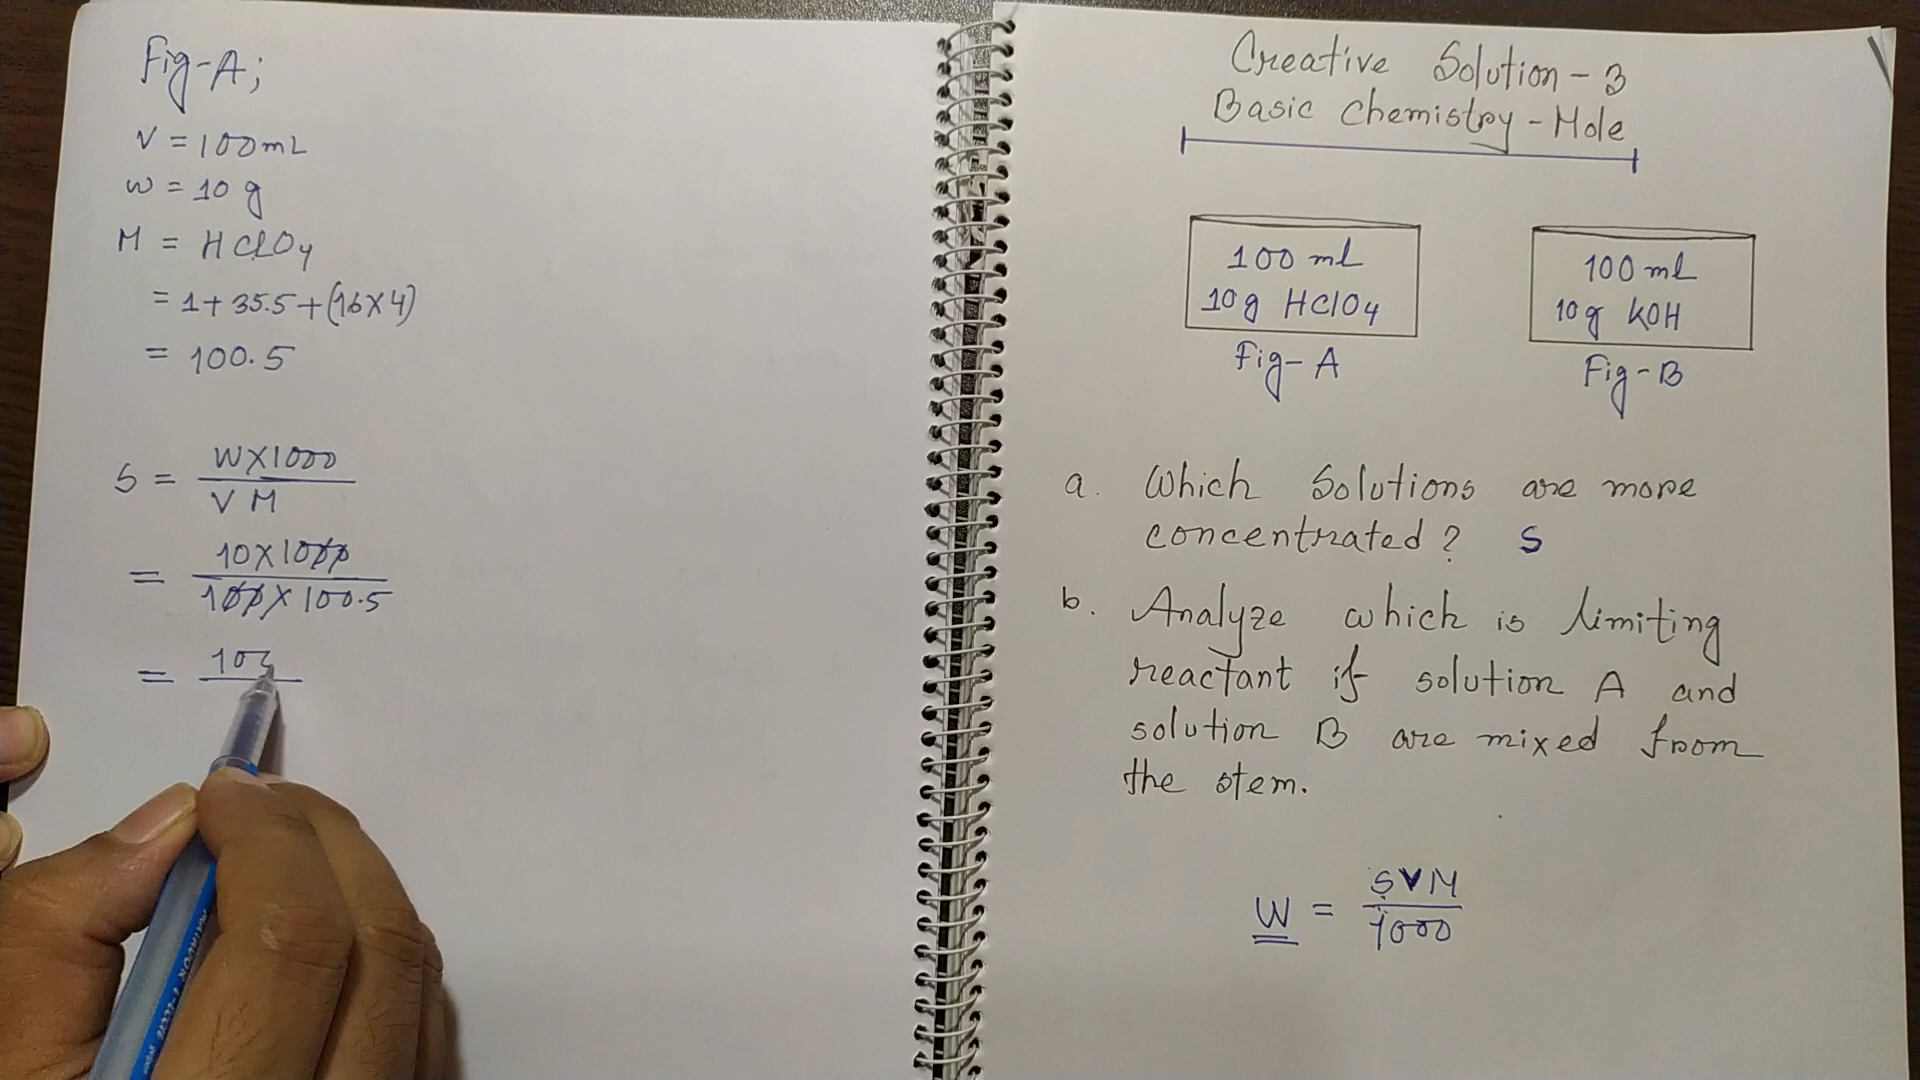 Fig-A;
V = 100mL
W = 10 g
M = HClO4
= 1+35.5+(16×4)
= 100.5
S = W×1000
V M
= 10×1000
100×100.5
= 100
Creative Solution-3
Basic Chemistry-Mole
100 ml
10g HClO4
Fig-A
100 ml
10g KOH
Fig-B
a. Which Solutions are more
concentrated? S
b. Analyze which is limiting
reactant if solution A and
solution B are mixed from
the stem.
W = SVM
1000